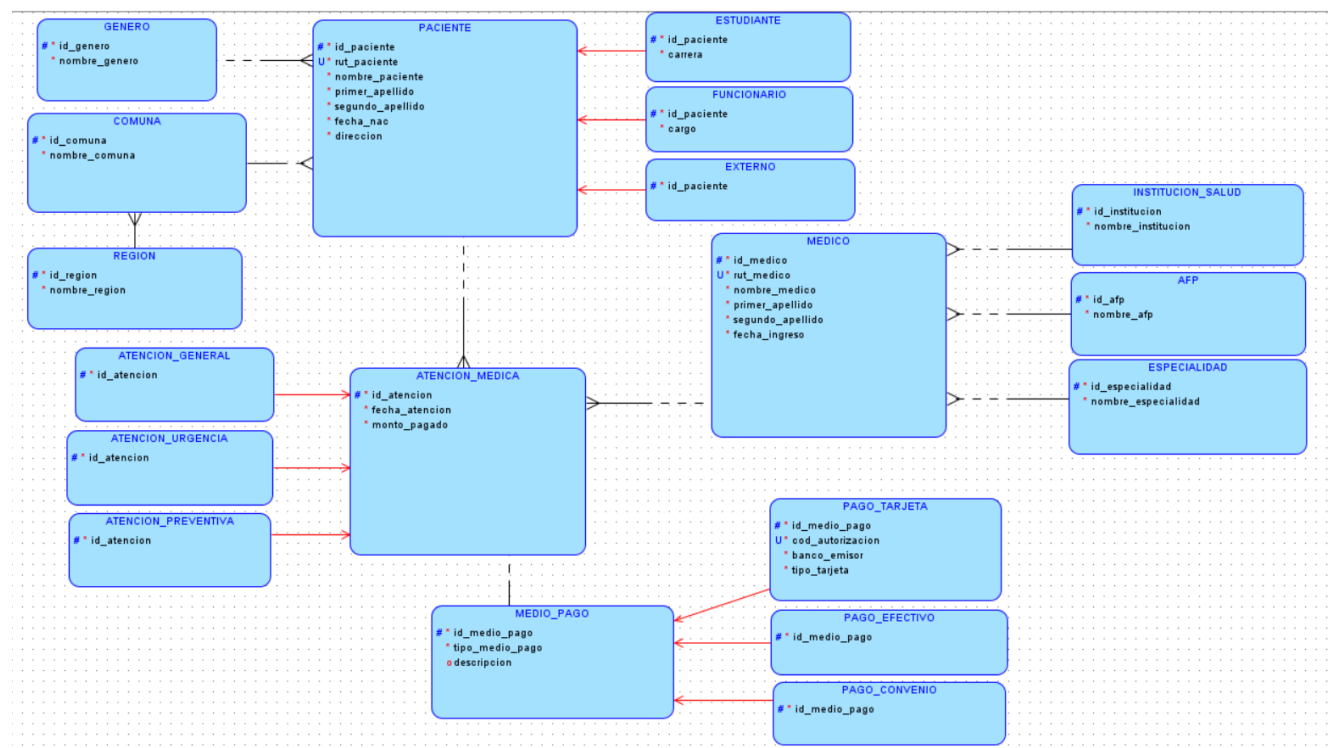 GENERO
# * id_genero
* nombre_genero
PACIENTE
# * id_paciente
U * rut_paciente
* nombre_paciente
* primer_apellido
* segundo_apellido
* fecha_nac
* direccion
ESTUDIANTE
# * id_paciente
* carrera
FUNCIONARIO
# * id_paciente
* cargo
EXTERNO
# * id_paciente
COMUNA
# * id_comuna
* nombre_comuna
REGION
# * id_region
* nombre_region
INSTITUCION_SALUD
# * id_institucion
* nombre_institucion
MEDICO
# * id_medico
U * rut_medico
* nombre_medico
* primer_apellido
* segundo_apellido
* fecha_ingreso
AFP
# * id_afp
* nombre_afp
ESPECIALIDAD
# * id_especialidad
* nombre_especialidad
ATENCION_GENERAL
# * id_atencion
ATENCION_MEDICA
# * id_atencion
* fecha_atencion
* monto_pagado
ATENCION_URGENCIA
# * id_atencion
ATENCION_PREVENTIVA
# * id_atencion
PAGO_TARJETA
# * id_medio_pago
U * cod_autorizacion
* banco_emisor
* tipo_tarjeta
MEDIO_PAGO
# * id_medio_pago
* tipo_medio_pago
o descripcion
PAGO_EFECTIVO
# * id_medio_pago
PAGO_CONVENIO
# * id_medio_pago